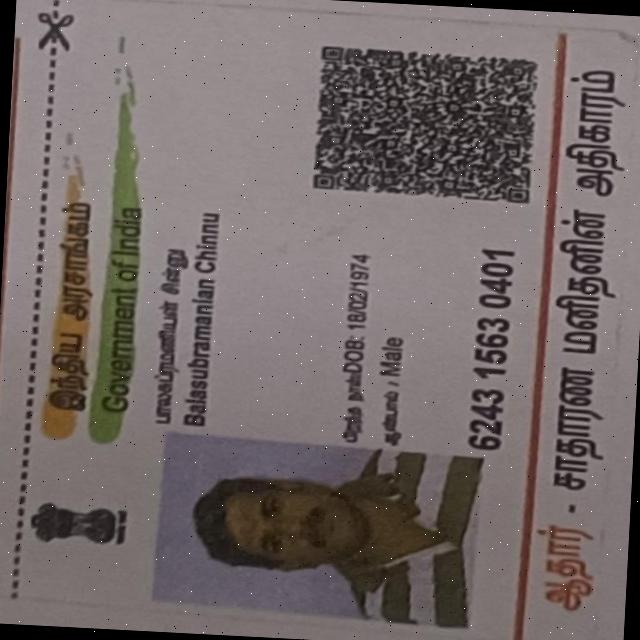 இந்திய அரசாங்கம்
Government of India
பாலசுப்ரமணியன் சின்னு
Balasubramanian Chinnu
பிறந்த நாள்/DOB: 18/02/1974
ஆண்பால் / Male
6243 1563 0401
ஆதார் - சாதாரண மனிதனின் அதிகாரம்